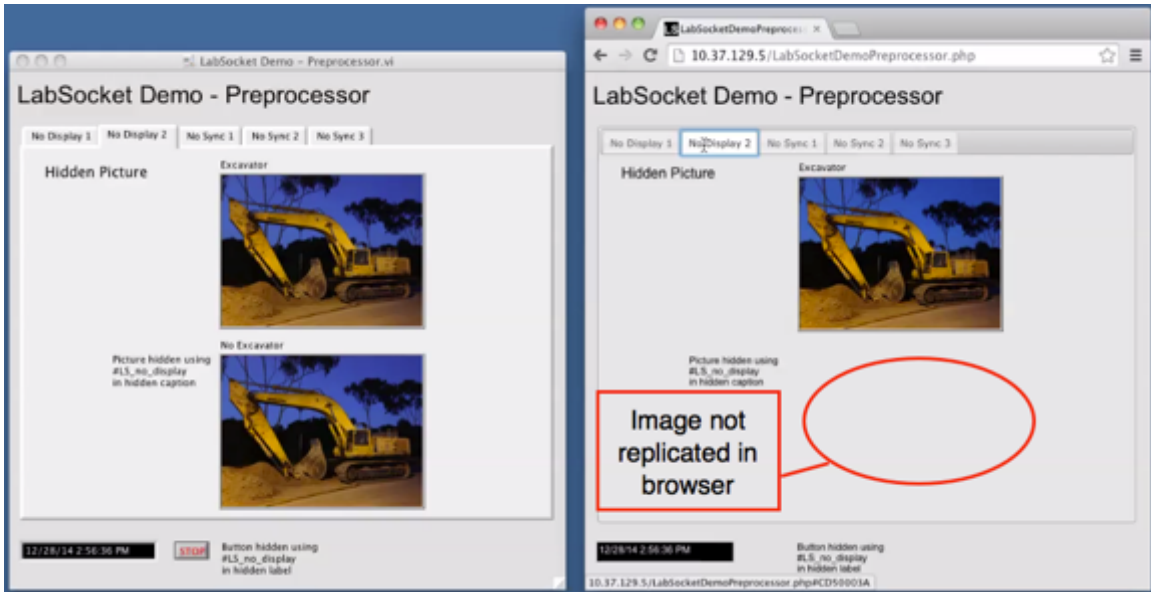 LabSocket Demo - Preprocessor.vi
LabSocket Demo - Preprocessor
No Display 1 No Display 2 No Sync 1 No Sync 2 No Sync 3
Hidden Picture
Excavator
No Excavator
Picture hidden using
#LS_no_display
in hidden caption
12/28/14 2:56:36 PM
STOP
Button hidden using
#LS_no_display
in hidden label
LabSocketDemoPreproces
10.37.129.5/LabSocketDemoPreprocessor.php
LabSocket Demo - Preprocessor
No Display 1 No Display 2 No Sync 1 No Sync 2 No Sync 3
Hidden Picture
Excavator
Picture hidden using
#LS_no_display
in hidden caption
Image not
replicated in
browser
12/28/14 2:56:36 PM
Button hidden using
#LS_no_display
in hidden label
10.37.129.5/LabSocketDemoPreprocessor.php#CD50003A